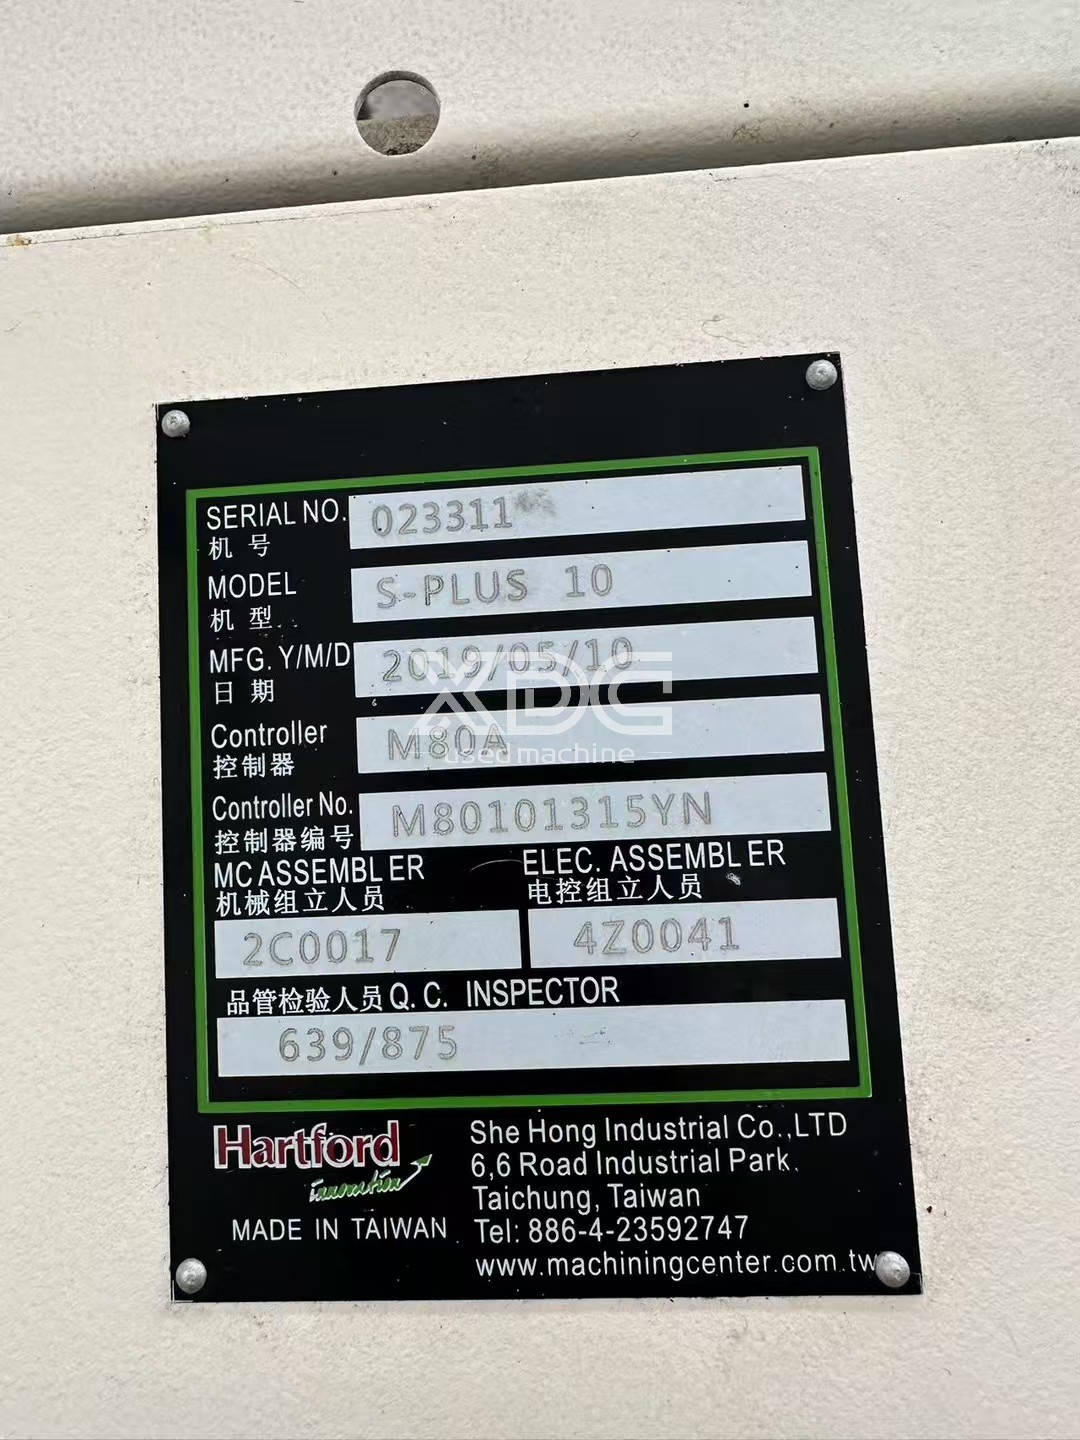 SERIAL NO. 023311
机 号
MODEL S-PLUS 10
机 型
MFG. Y/M/D 2019/05/10
日 期
Controller M80A
控制器
Controller No. M80101315YN
控制器编号
MC ASSEMBLER ELEC. ASSEMBLER
机械组立人员 电控组立人员
2C0017 4Z0041
品管检验人员 Q.C. INSPECTOR
639/875
Hartford
innovation
MADE IN TAIWAN
She Hong Industrial Co.,LTD
6,6 Road Industrial Park.
Taichung, Taiwan
Tel: 886-4-23592747
www.machiningcenter.com.tw
XDC
used machine